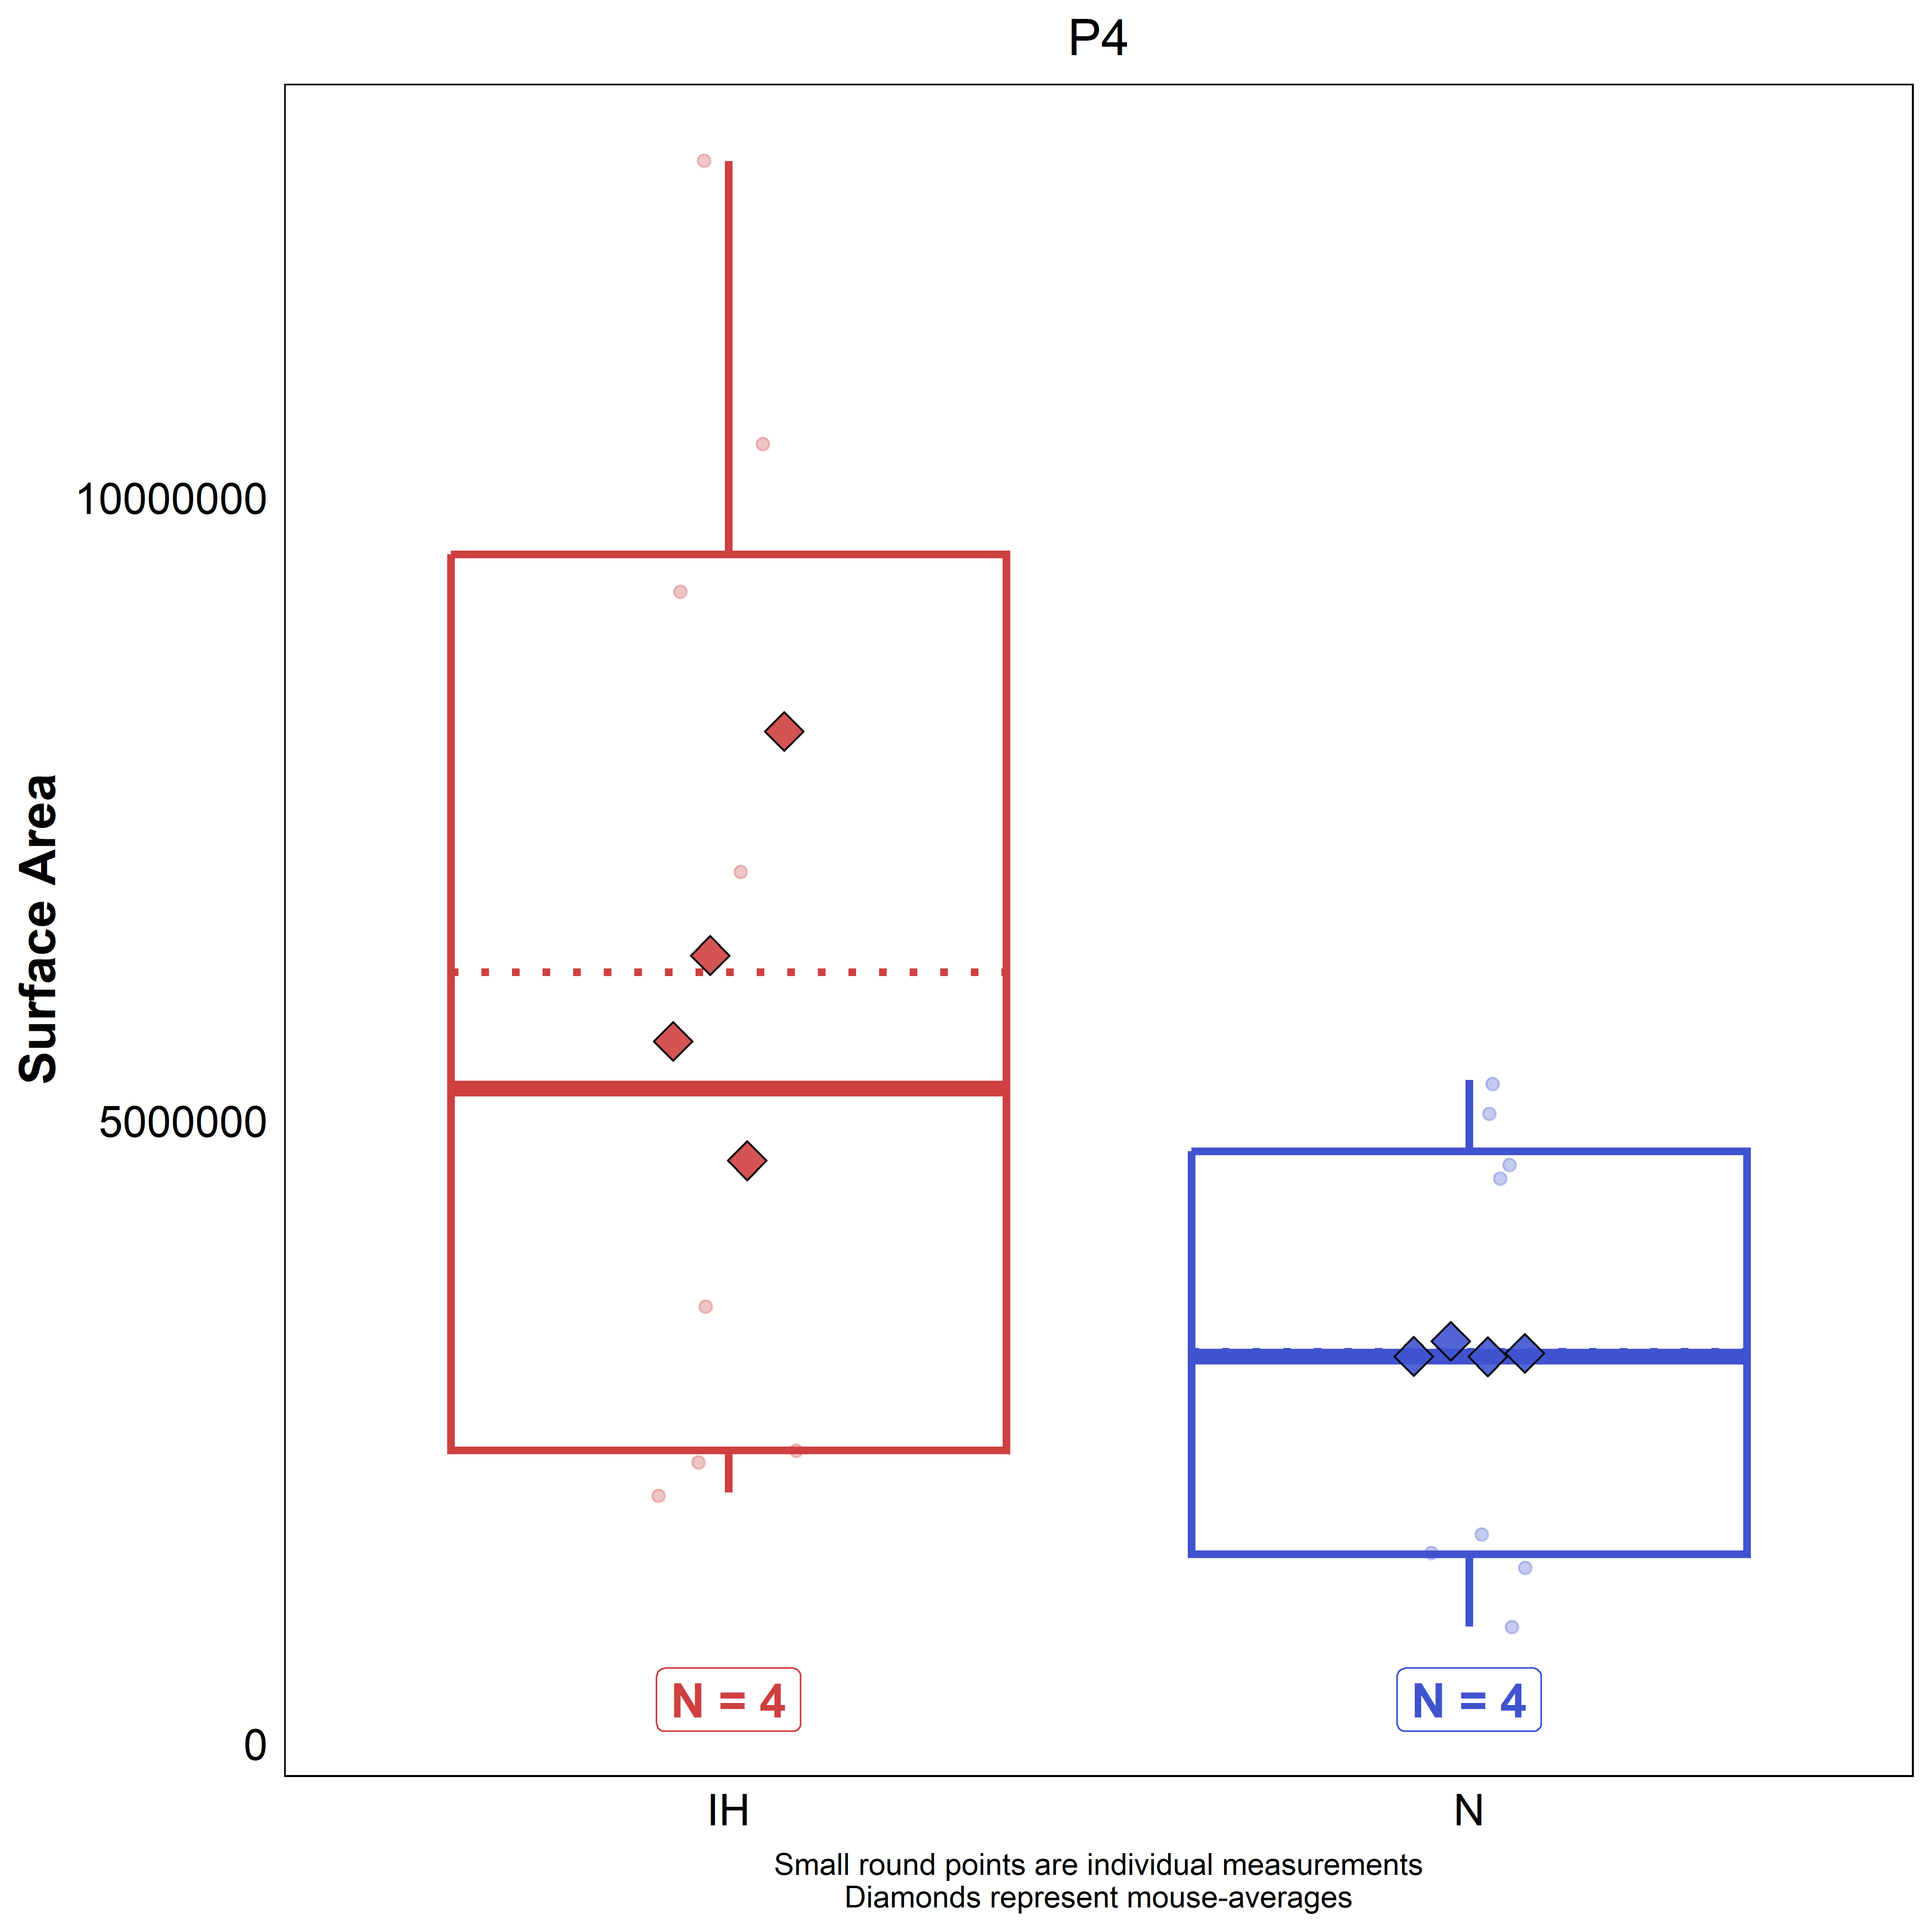 P4
Surface Area
10000000
5000000
0
N = 4
N = 4
IH
N
Small round points are individual measurements
Diamonds represent mouse-averages